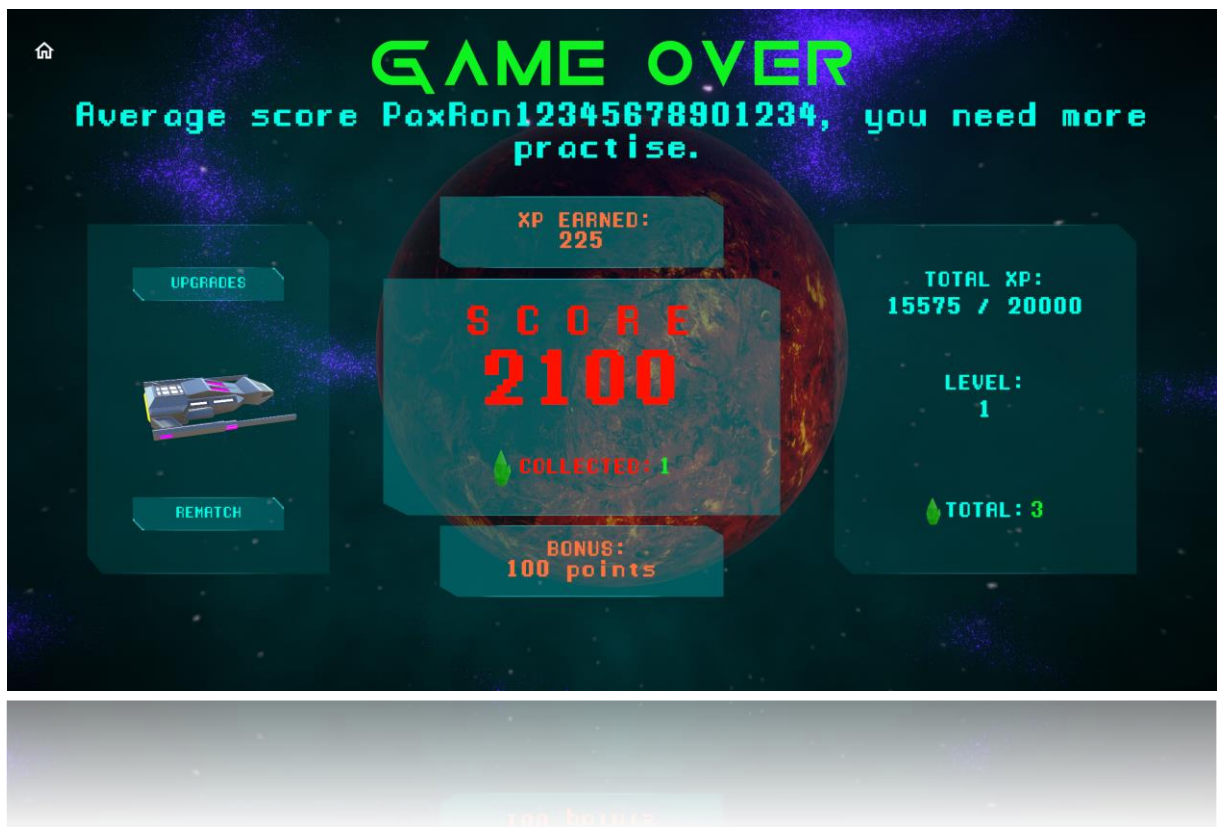 GAME OVER
Average score PaxRon12345678901234, you need more
practise.
XP EARNED:
225
UPGRADES
SCORE
2100
COLLECTED: 1
REMATCH
BONUS:
100 points
TOTAL XP:
15575 / 20000
LEVEL:
1
TOTAL: 3